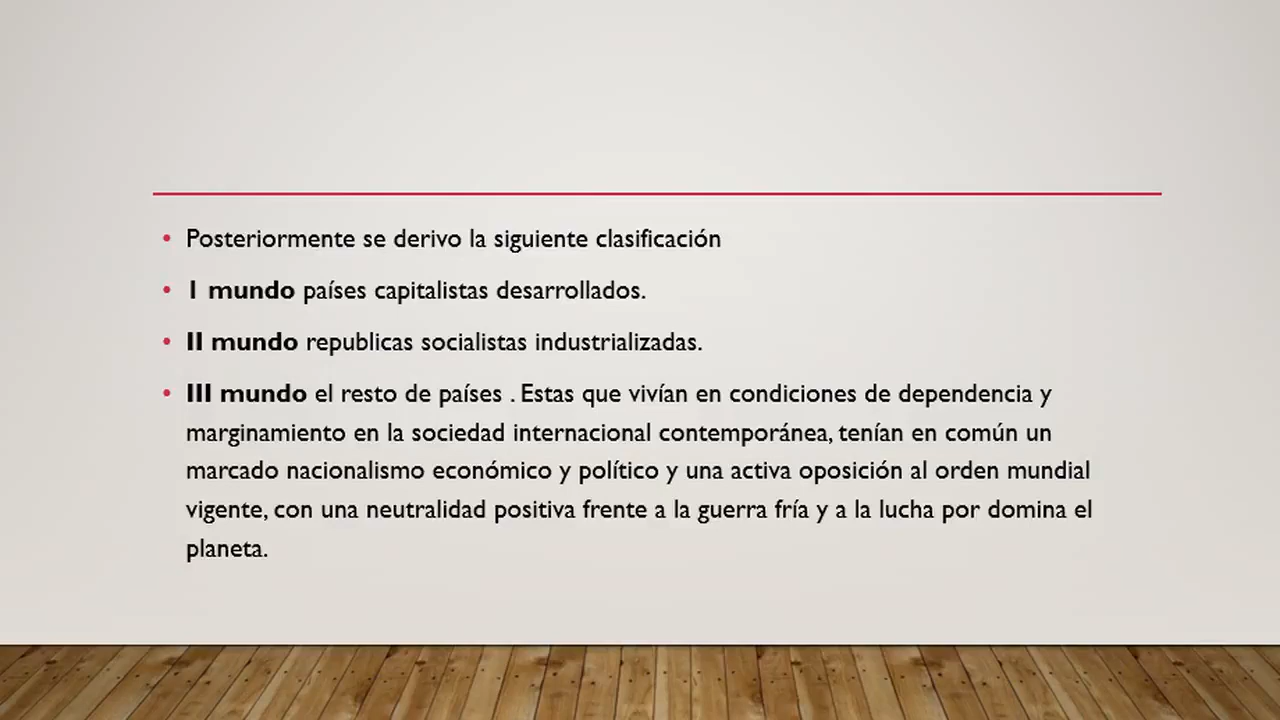 • Posteriormente se derivo la siguiente clasificación
• I mundo países capitalistas desarrollados.
• II mundo republicas socialistas industrializadas.
• III mundo el resto de países . Estas que vivían en condiciones de dependencia y
marginamiento en la sociedad internacional contemporánea, tenían en común un
marcado nacionalismo económico y político y una activa oposición al orden mundial
vigente, con una neutralidad positiva frente a la guerra fría y a la lucha por domina el
planeta.